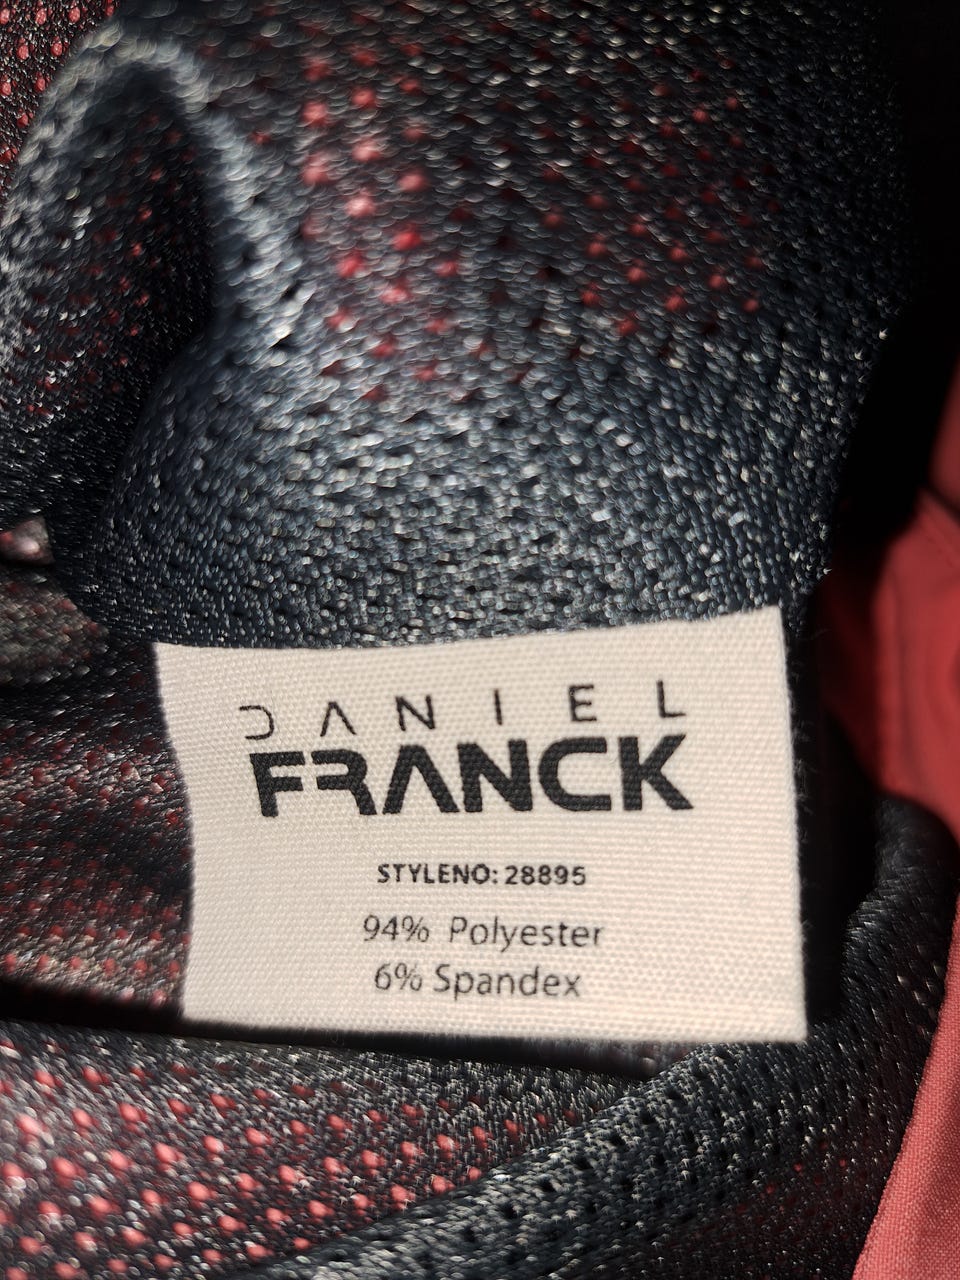 DANIEL
FRANCK
STYLENO: 28895
94% Polyester
6% Spandex